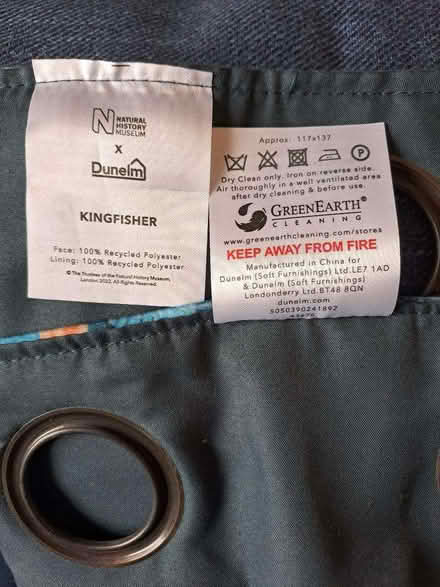 NATURAL
HISTORY
MUSEUM
X
Dunelm
KINGFISHER
Face: 100% Recycled Polyester
Lining: 100% Recycled Polyester
© The Trustees of the Natural History Museum,
London 2022. All Rights Reserved.
Approx: 117x137
P
Dry Clean only. Iron on reverse side.
Air thoroughly in a well ventilated area
after dry cleaning & before use.
GREENEARTH®
CLEANING
www.greenearthcleaning.com/stores
KEEP AWAY FROM FIRE
Manufactured in China for
Dunelm (Soft Furnishings) Ltd.LE7 1AD
& Dunelm (Soft Furnishings)
Londonderry Ltd.BT48 8QN
dunelm.com
5050390241892